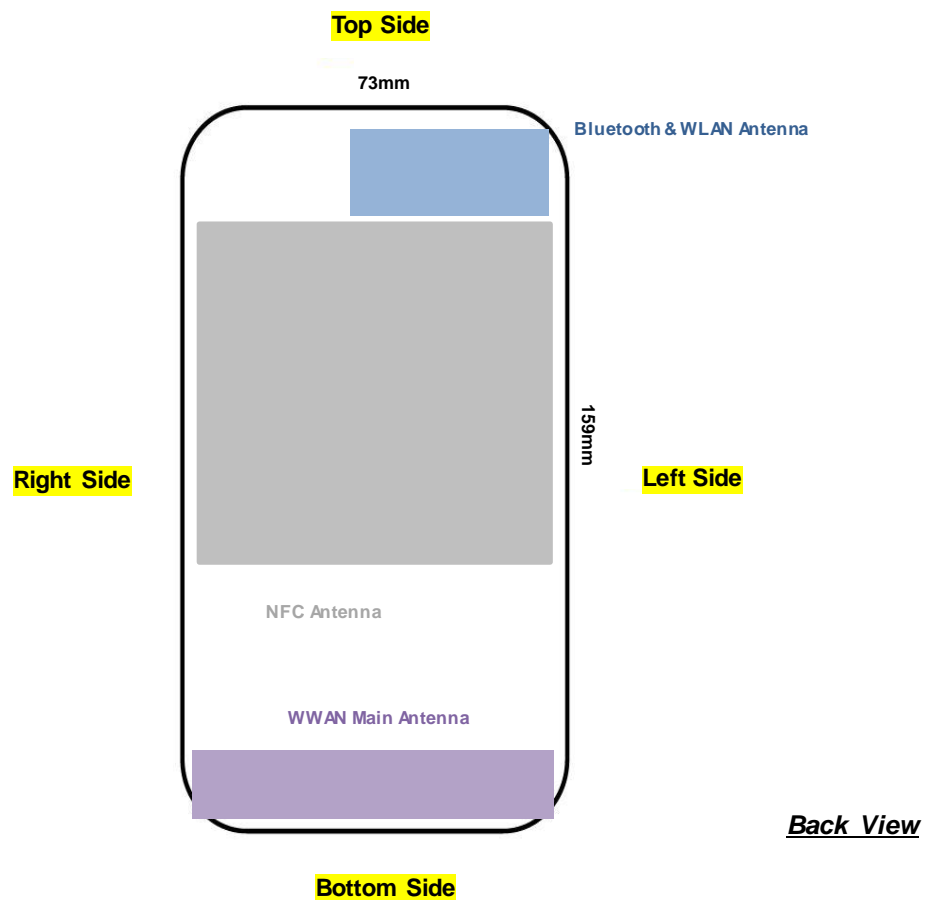 Top Side
73mm
Bluetooth & WLAN Antenna
159mm
Right Side
Left Side
NFC Antenna
WWAN Main Antenna
Back View
Bottom Side